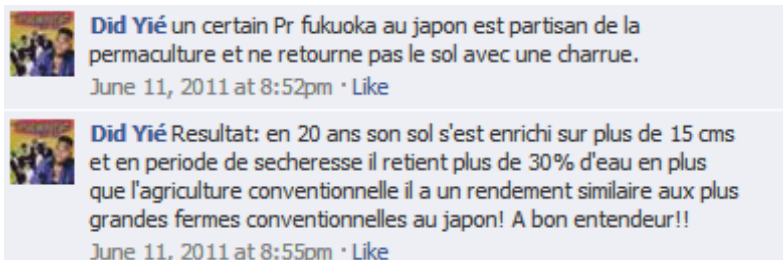 Did Yié un certain Pr fukuoka au japon est partisan de la
permaculture et ne retourne pas le sol avec une charrue.
June 11, 2011 at 8:52pm · Like
Did Yié Resultat: en 20 ans son sol s'est enrichi sur plus de 15 cms
et en periode de secheresse il retient plus de 30% d'eau en plus
que l'agriculture conventionnelle il a un rendement similaire aux plus
grandes fermes conventionnelles au japon! A bon entendeur!!
June 11, 2011 at 8:55pm · Like